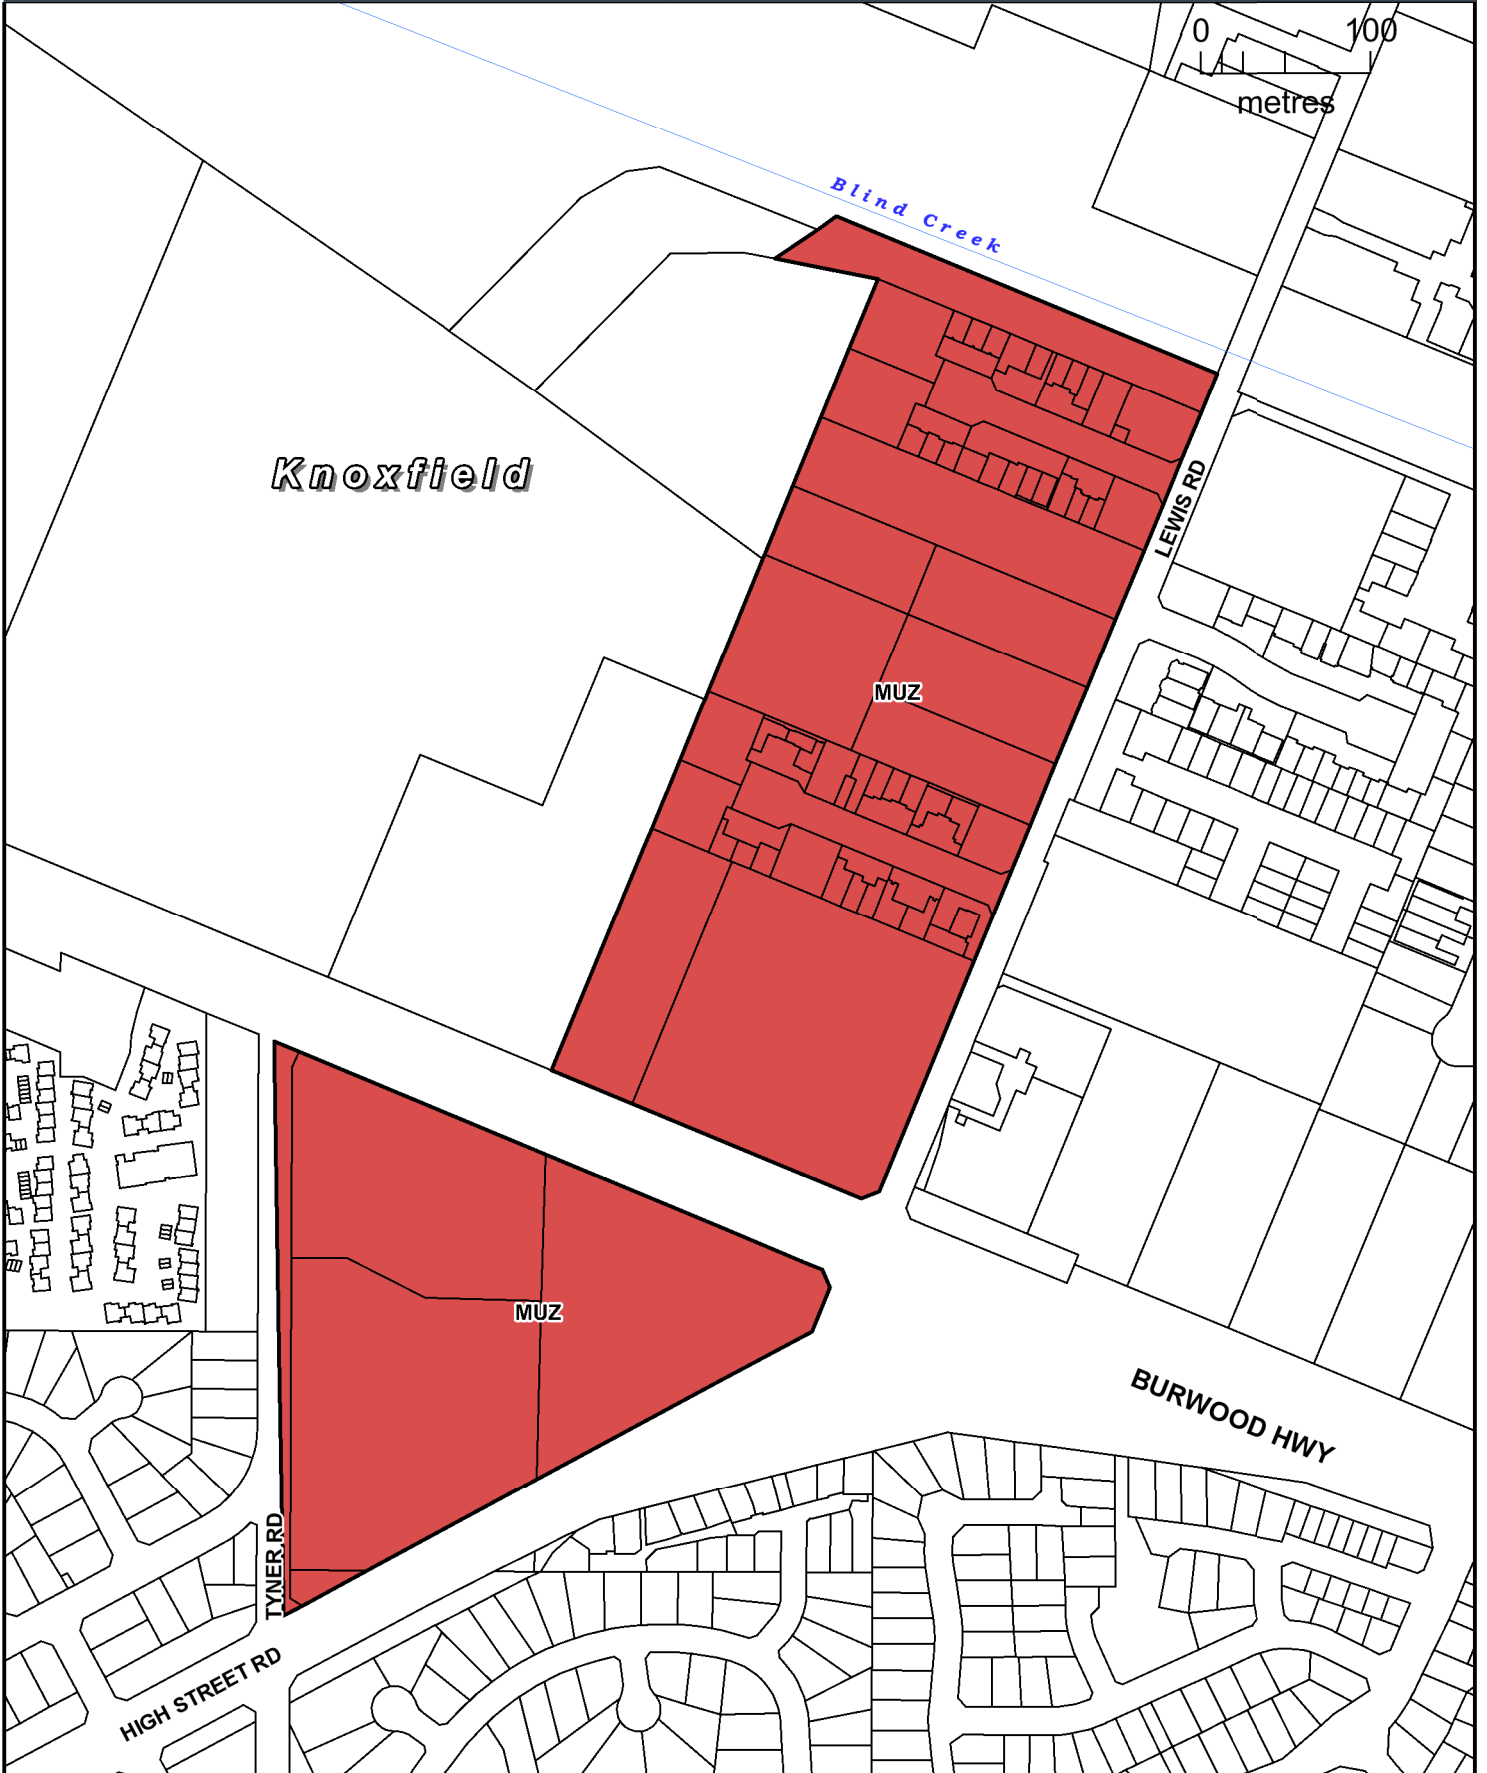 0 100
metres
Blind Creek
Knoxfield
LEWIS RD
MUZ
MUZ
BURWOOD HWY
TYNER RD
HIGH STREET RD